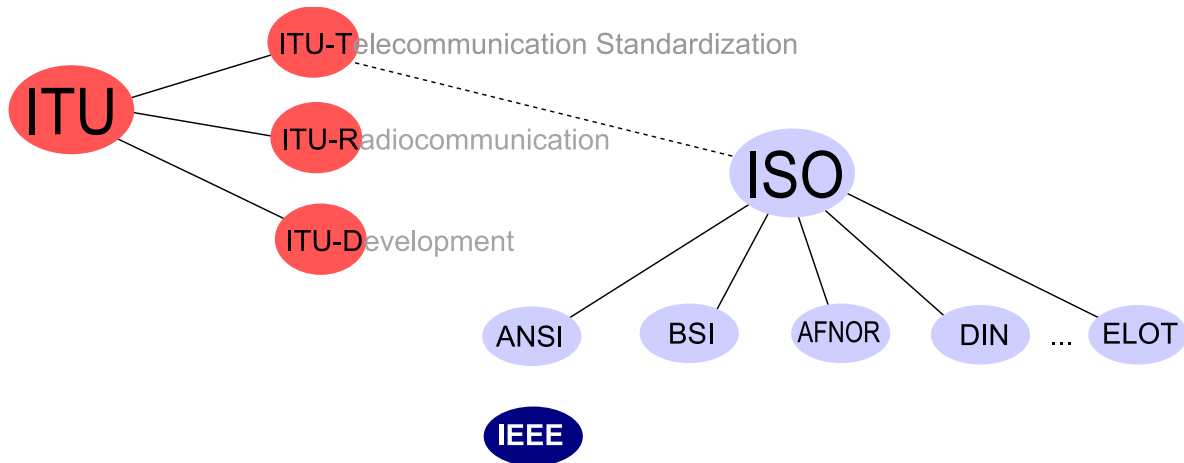 ITU-Telecommunication Standardization
ITU
ITU-Radiocommunication
ISO
ITU-Development
ANSI
BSI
AFNOR
DIN
...
ELOT
IEEE